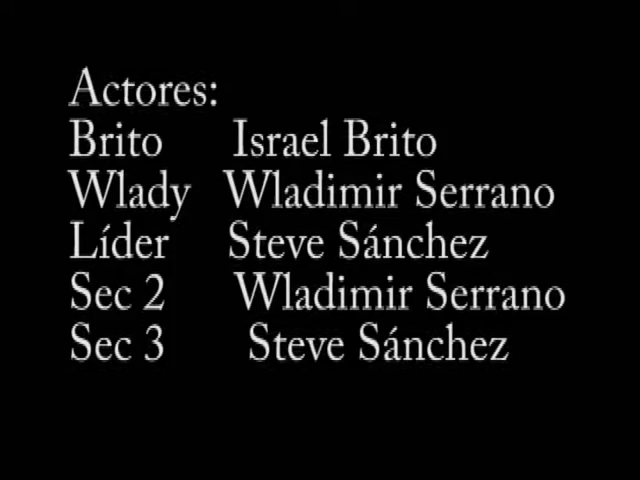 Actores:
Brito Israel Brito
Wlady Wladimir Serrano
Líder Steve Sánchez
Sec 2 Wladimir Serrano
Sec 3 Steve Sánchez